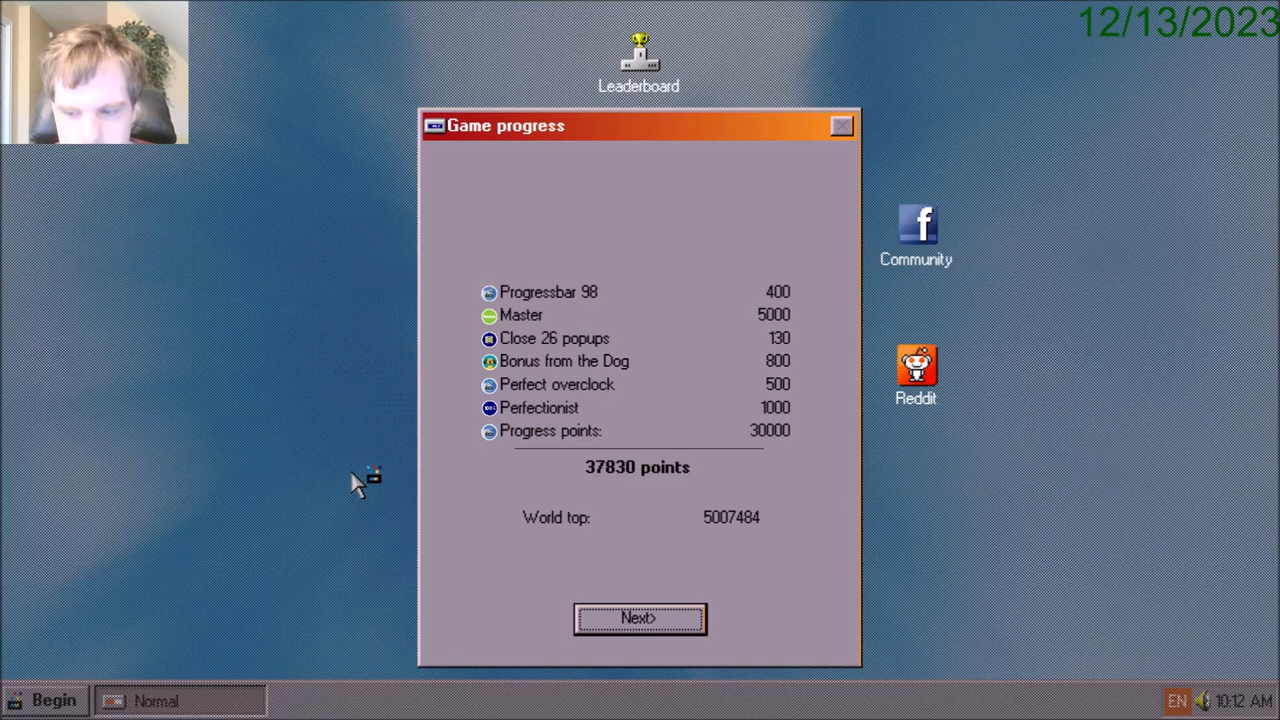 12/13/2023
Leaderboard
Game progress
Community
Reddit
Progressbar 98 400
Master 5000
Close 26 popups 130
Bonus from the Dog 800
Perfect overclock 500
Perfectionist 1000
Progress points: 30000
37830 points
World top: 5007484
Next>
Begin
Normal
EN
10:12 AM